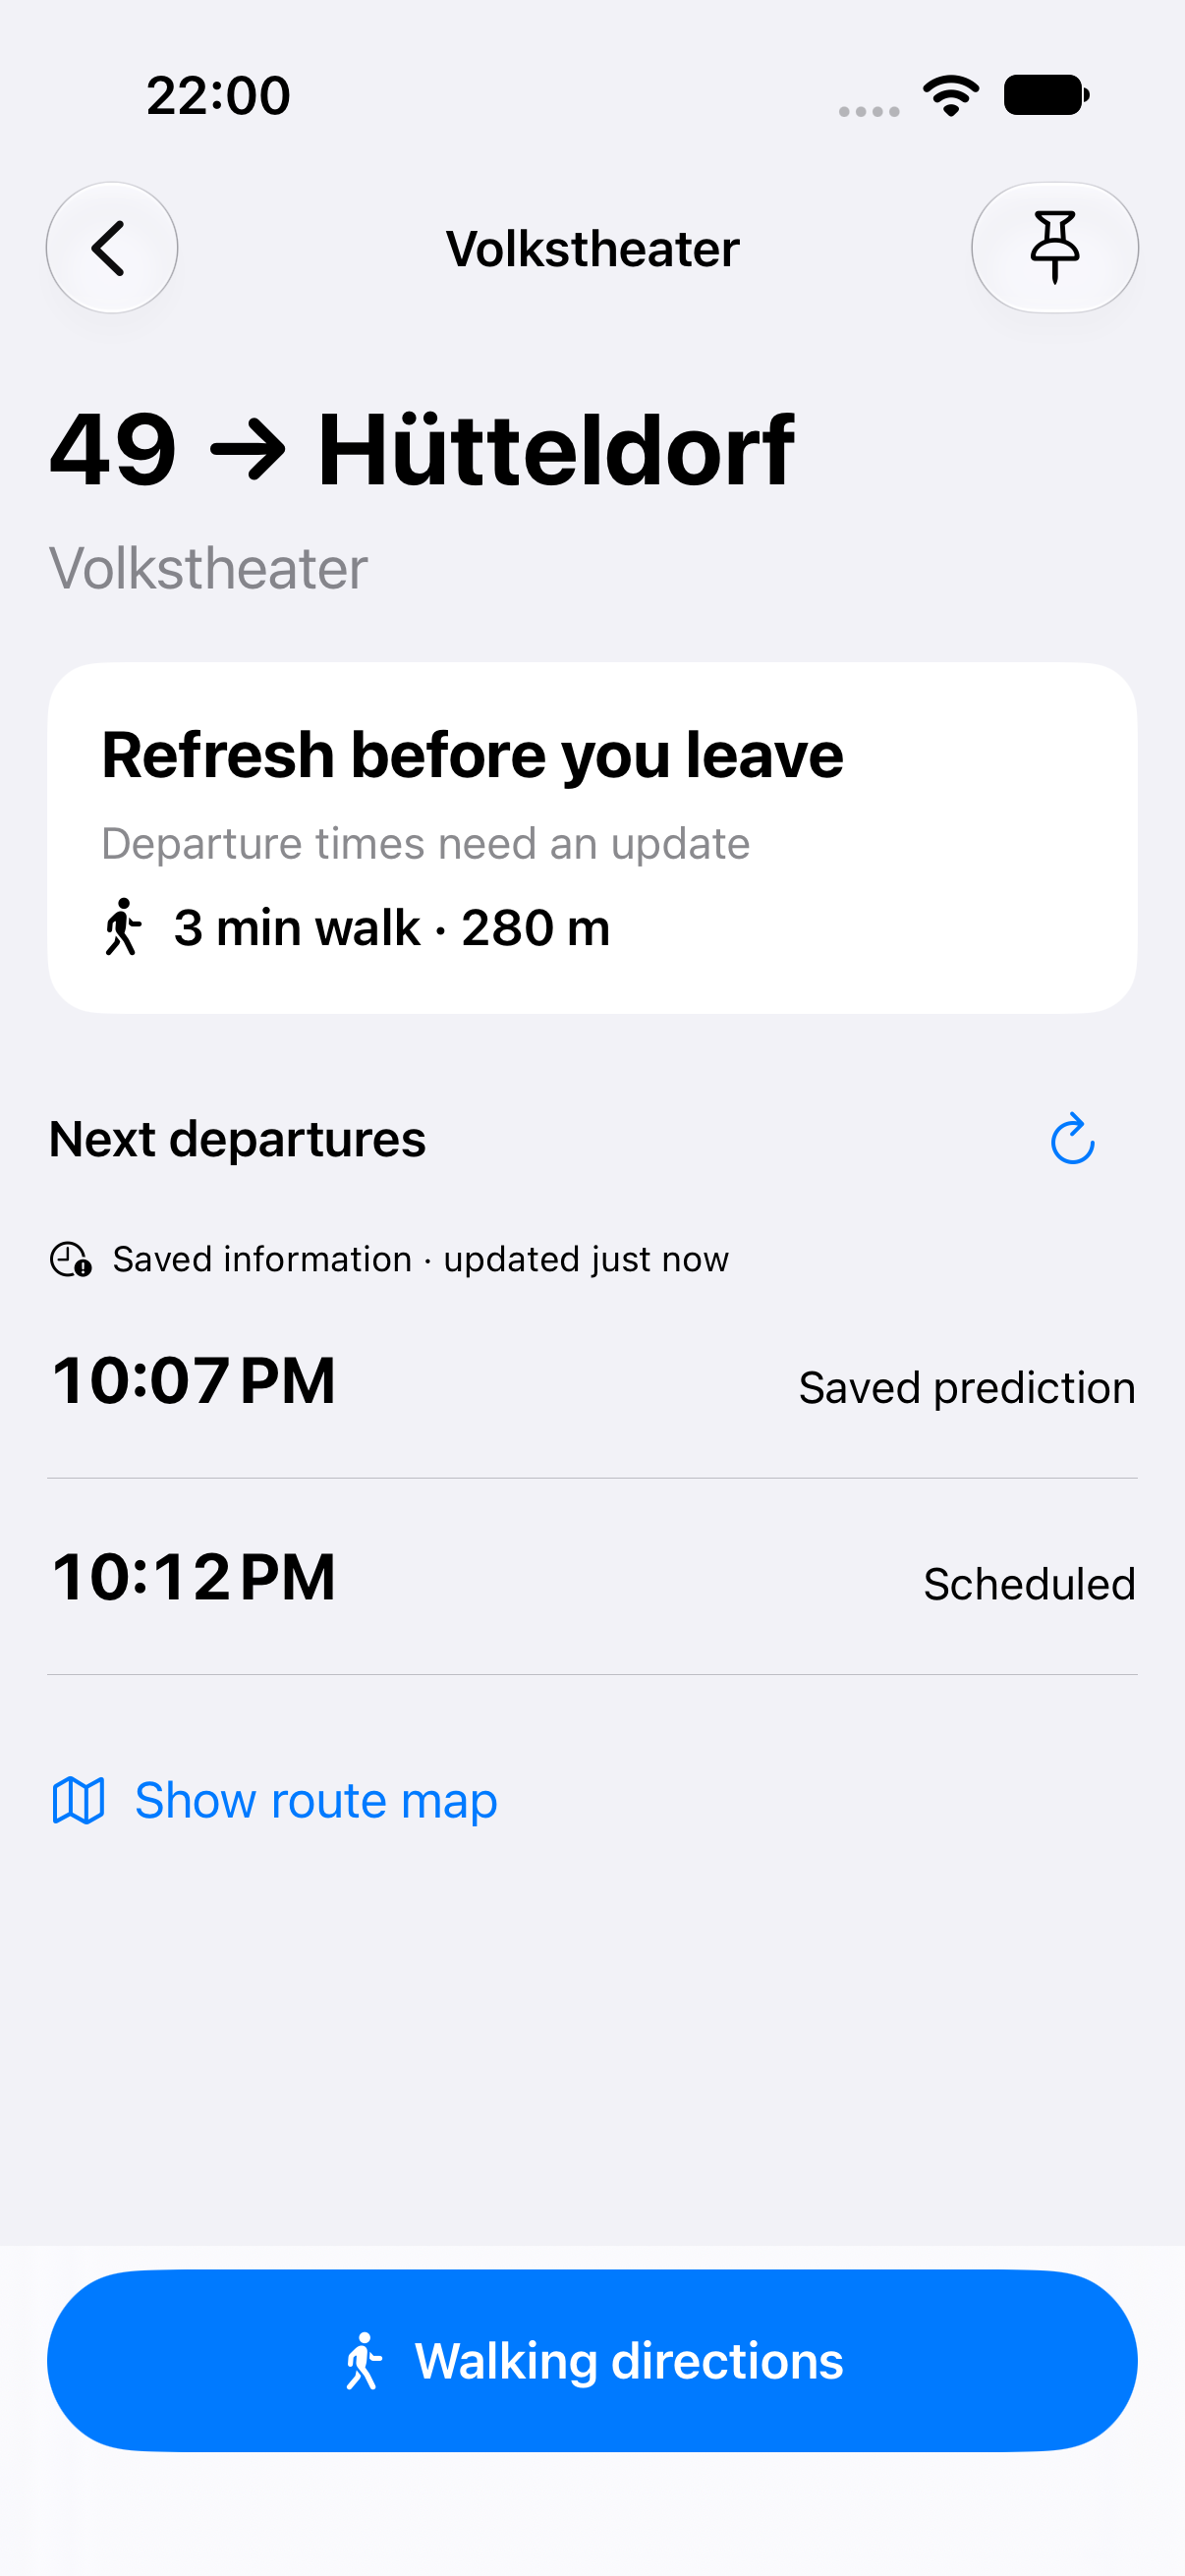 22:00
Volkstheater
49 → Hütteldorf
Volkstheater
Refresh before you leave
Departure times need an update
3 min walk · 280 m
Next departures
Saved information · updated just now
10:07 PM
Saved prediction
10:12 PM
Scheduled
Show route map
Walking directions